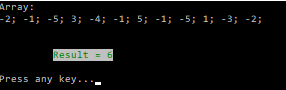 Array:
-2; -1; -5; 3; -4; -1; 5; -1; -5; 1; -3; -2;
Result = 6
Press any key...